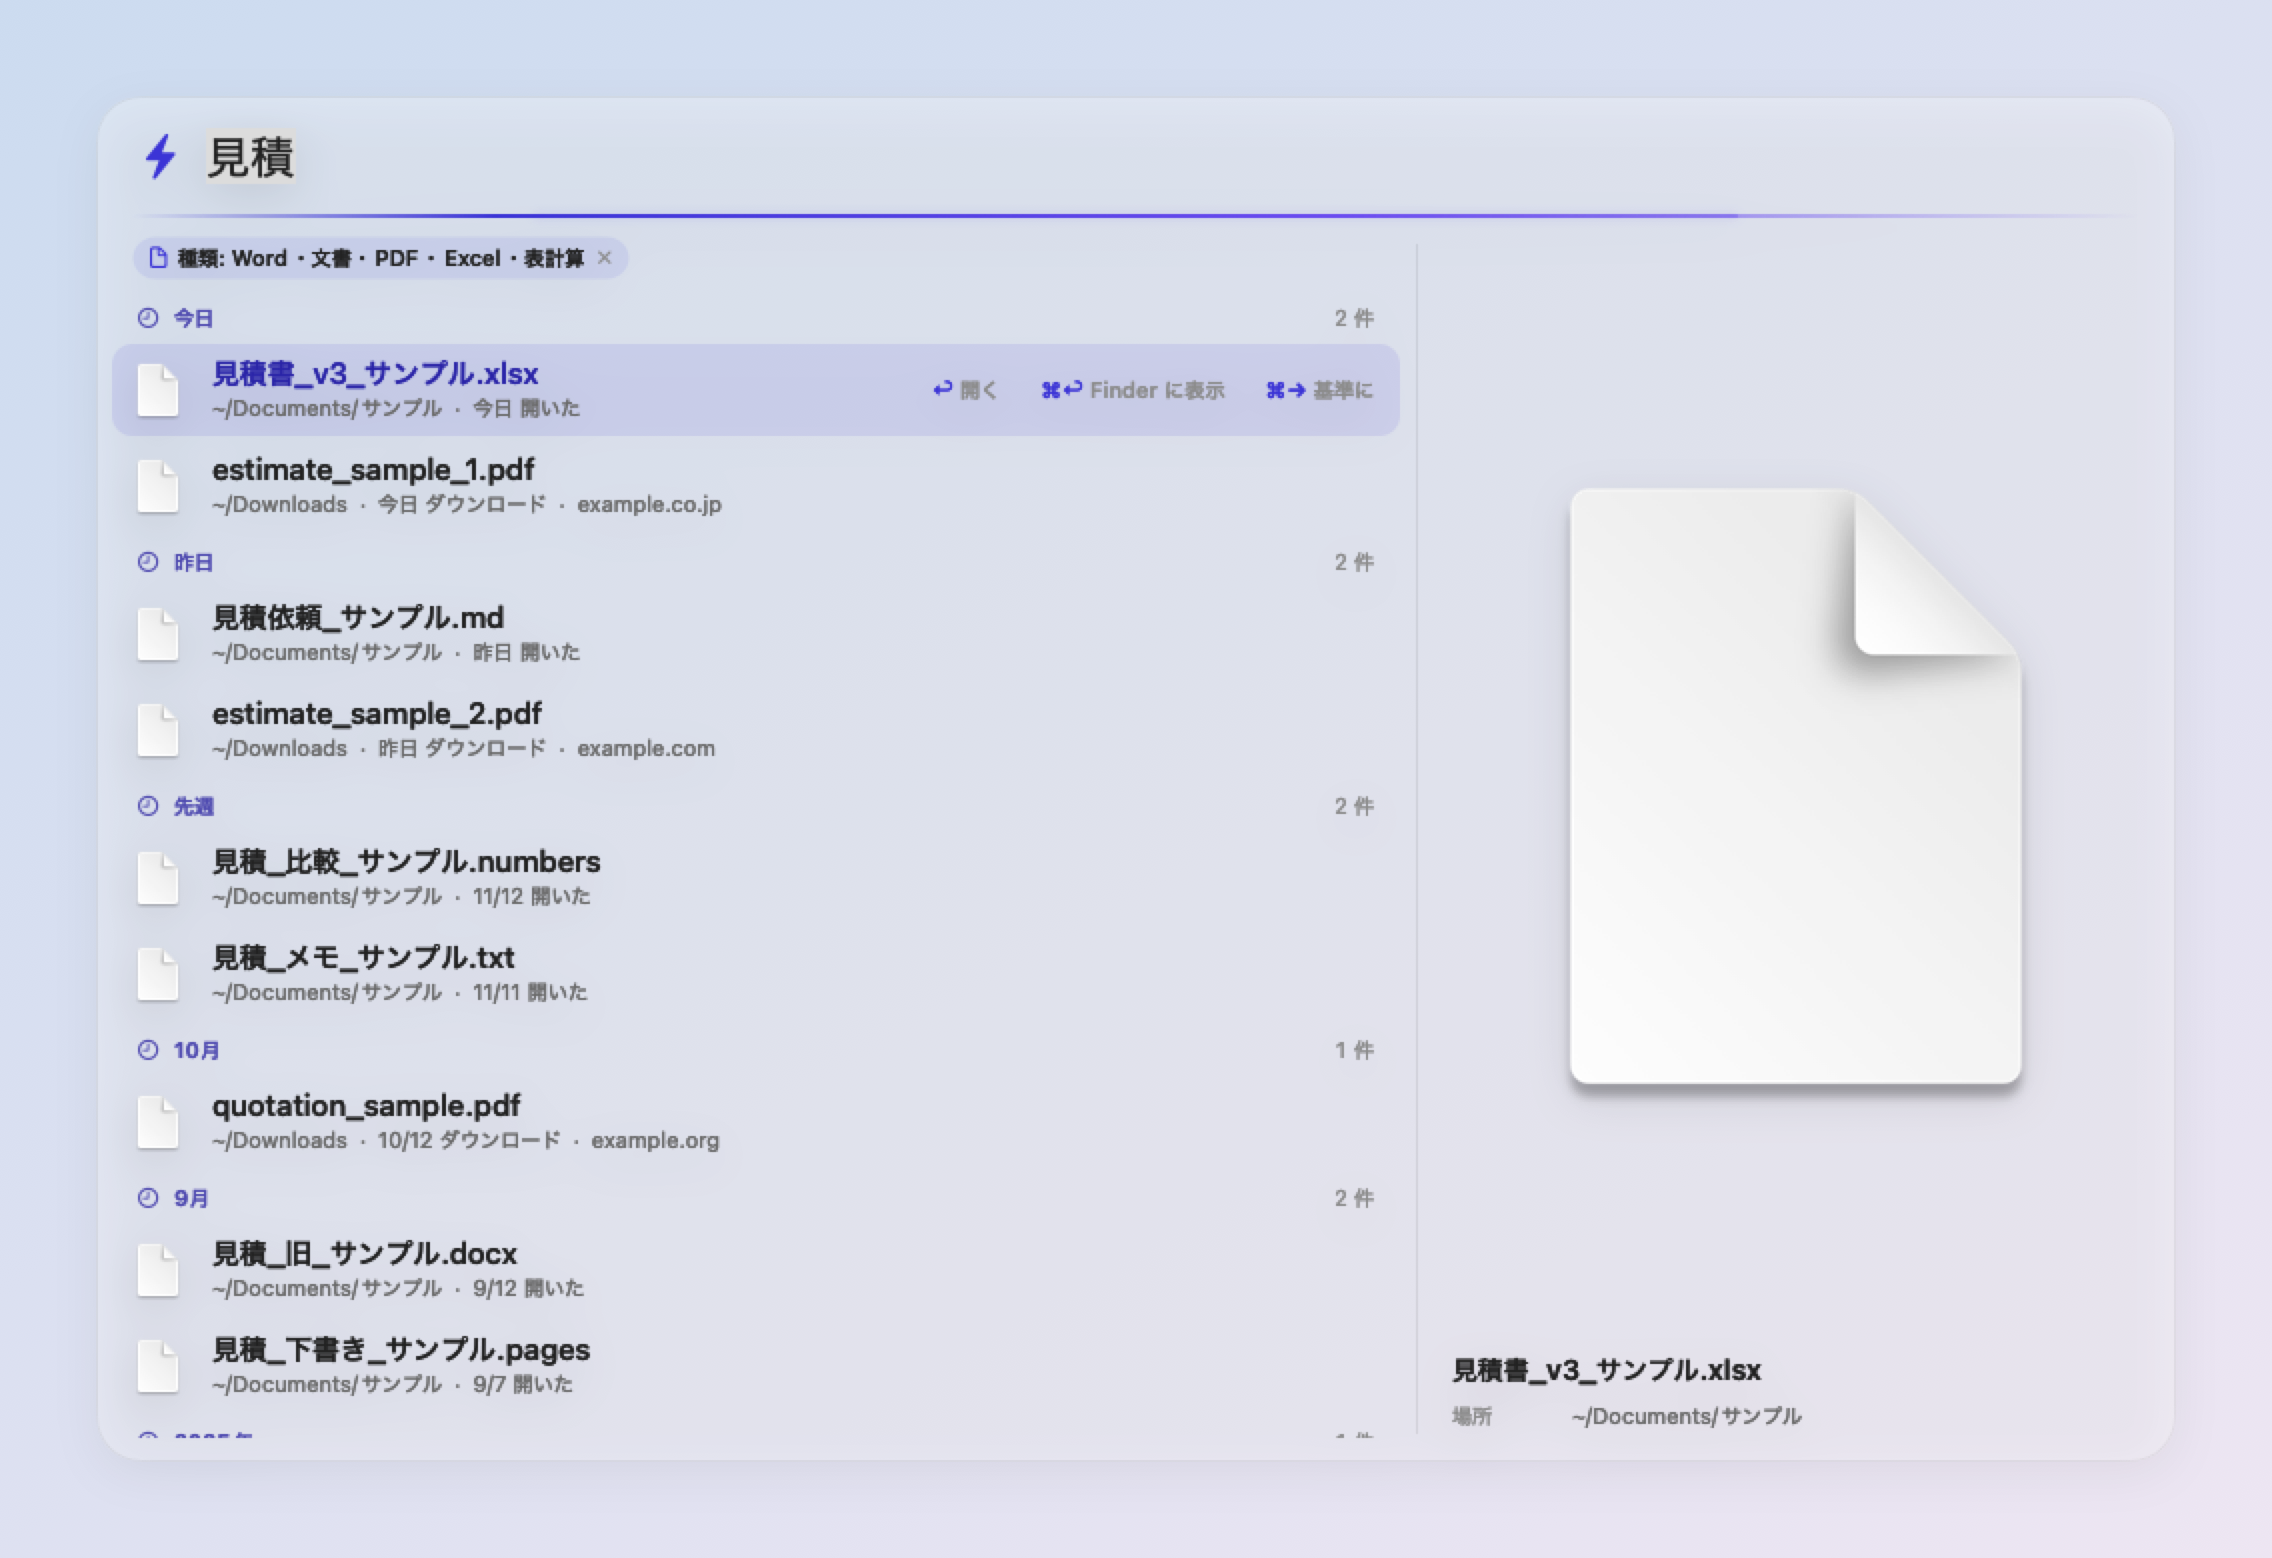 見積
種類: Word・文書・PDF・Excel・表計算 ×
今日 2 件
見積書_v3_サンプル.xlsx
~/Documents/サンプル · 今日 開いた
↩ 開く ⌘↩ Finder に表示 ⌘→ 基準に
estimate_sample_1.pdf
~/Downloads · 今日 ダウンロード · example.co.jp
昨日 2 件
見積依頼_サンプル.md
~/Documents/サンプル · 昨日 開いた
estimate_sample_2.pdf
~/Downloads · 昨日 ダウンロード · example.com
先週 2 件
見積_比較_サンプル.numbers
~/Documents/サンプル · 11/12 開いた
見積_メモ_サンプル.txt
~/Documents/サンプル · 11/11 開いた
10月 1 件
quotation_sample.pdf
~/Downloads · 10/12 ダウンロード · example.org
9月 2 件
見積_旧_サンプル.docx
~/Documents/サンプル · 9/12 開いた
見積_下書き_サンプル.pages
~/Documents/サンプル · 9/7 開いた
見積書_v3_サンプル.xlsx
場所 ~/Documents/サンプル